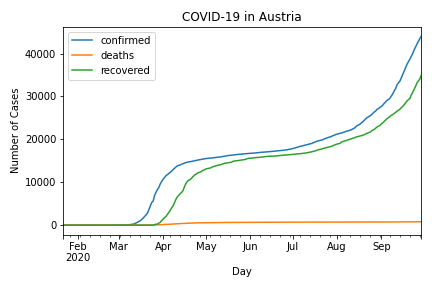 COVID-19 in Austria
confirmed
deaths
recovered
Number of Cases
40000
30000
20000
10000
0
Feb Mar Apr May Jun Jul Aug Sep
2020
Day